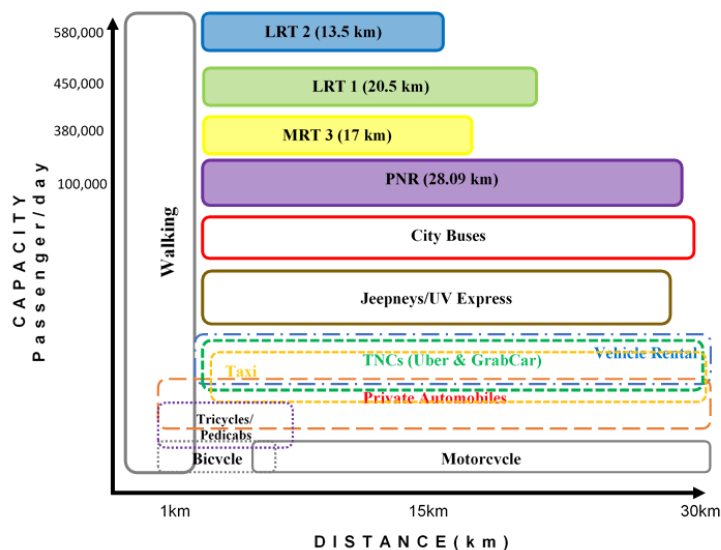 580,000
LRT 2 (13.5 km)
450,000
LRT 1 (20.5 km)
380,000
MRT 3 (17 km)
100,000
PNR (28.09 km)
CAPACITY
Passenger/day
Walking
City Buses
Jeepneys/UV Express
Vehicle Rental
TNCs (Uber & GrabCar)
Taxi
Private Automobiles
Tricycles/
Pedicabs
Bicycle
Motorcycle
1km
15km
30km
DISTANCE(km)